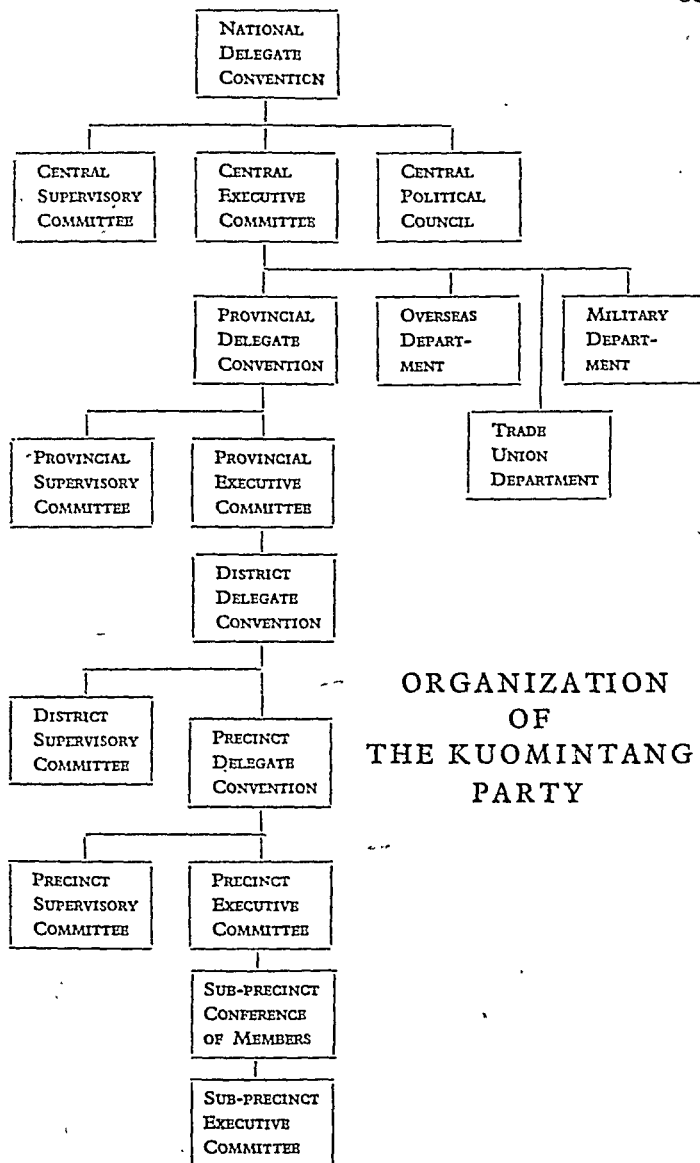 NATIONAL
DELEGATE
CONVENTION
CENTRAL
SUPERVISORY
COMMITTEE
CENTRAL
EXECUTIVE
COMMITTEE
CENTRAL
POLITICAL
COUNCIL
PROVINCIAL
DELEGATE
CONVENTION
OVERSEAS
DEPART-
MENT
MILITARY
DEPART-
MENT
TRADE
UNION
DEPARTMENT
PROVINCIAL
SUPERVISORY
COMMITTEE
PROVINCIAL
EXECUTIVE
COMMITTEE
DISTRICT
DELEGATE
CONVENTION
DISTRICT
SUPERVISORY
COMMITTEE
PRECINCT
DELEGATE
CONVENTION
ORGANIZATION
OF
THE KUOMINTANG
PARTY
PRECINCT
SUPERVISORY
COMMITTEE
PRECINCT
EXECUTIVE
COMMITTEE
SUB-PRECINCT
CONFERENCE
OF MEMBERS
SUB-PRECINCT
EXECUTIVE
COMMITTEE